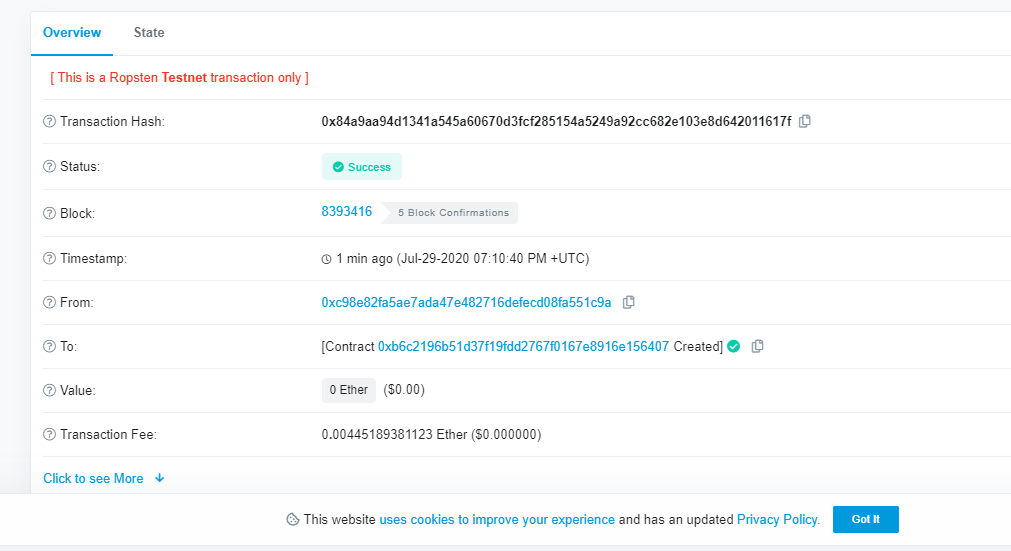 Overview State
[ This is a Ropsten Testnet transaction only ]
Transaction Hash: 0x84a9aa94d1341a545a60670d3fcf285154a5249a92cc682e103e8d642011617f
Status: Success
Block: 8393416 5 Block Confirmations
Timestamp: 1 min ago (Jul-29-2020 07:10:40 PM +UTC)
From: 0xc98e82fa5ae7ada47e482716defecd08fa551c9a
To: [Contract 0xb6c2196b51d37f19fdd2767f0167e8916e156407 Created]
Value: 0 Ether ($0.00)
Transaction Fee: 0.00445189381123 Ether ($0.000000)
Click to see More
This website uses cookies to improve your experience and has an updated Privacy Policy. Got It